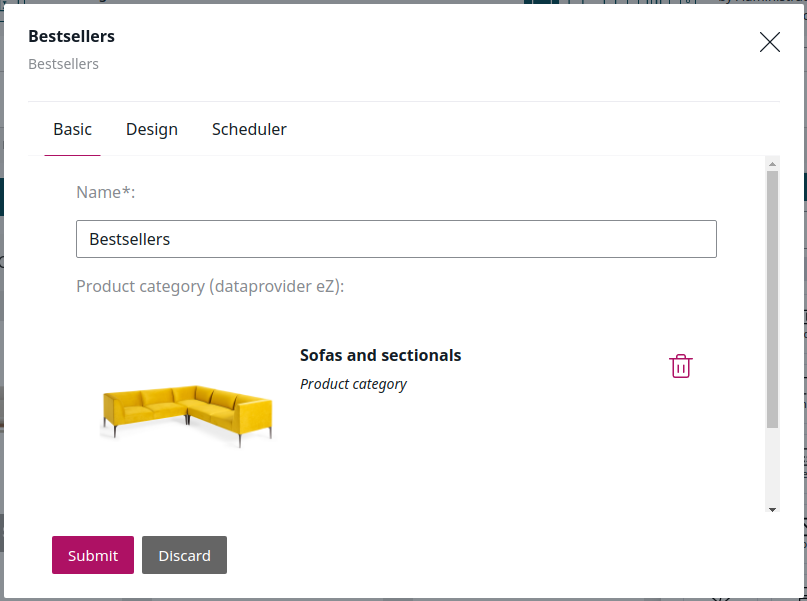 Bestsellers
Bestsellers
Basic Design Scheduler
Name*:
Bestsellers
Product category (dataprovider eZ):
Sofas and sectionals
Product category
Submit Discard